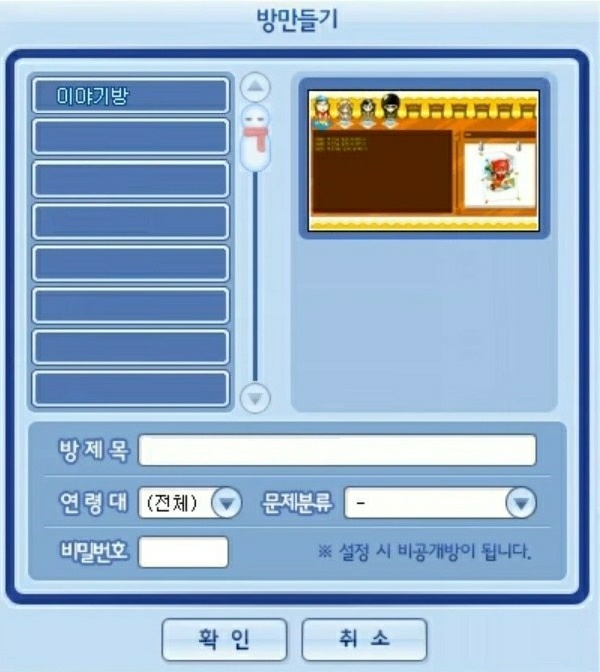 방만들기
이야기방
방 제 목
연 령 대 (전체) 문제분류 -
비밀번호 ※ 설정 시 비공개방이 됩니다.
확 인 취 소